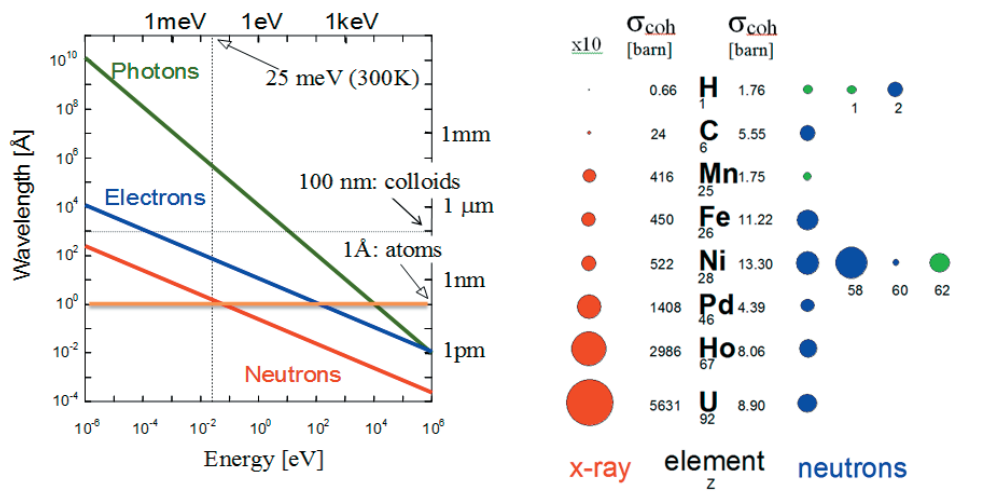 1meV 1eV 1keV
10^10
10^8
10^6
10^4
10^2
10^0
10^-2
10^-4
Wavelength [Å]
Photons
Electrons
Neutrons
25 meV (300K)
1mm
100 nm: colloids
1 µm
1Å: atoms
1nm
1pm
10^-6 10^-4 10^-2 10^0 10^2 10^4 10^6
Energy [eV]
σcoh σcoh
x10 [barn] [barn]
0.66 H 1.76
1 1 2
24 C 5.55
6
416 Mn 1.75
25
450 Fe 11.22
26
522 Ni 13.30
28 58 60 62
1408 Pd 4.39
46
2986 Ho 8.06
67
5631 U 8.90
92
x-ray element neutrons
z